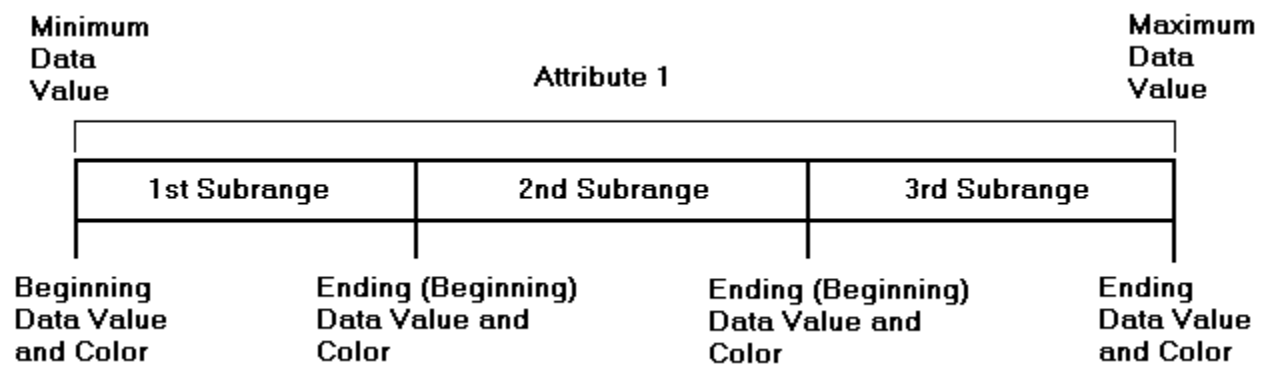 Minimum
Data
Value
Attribute 1
Maximum
Data
Value
1st Subrange
2nd Subrange
3rd Subrange
Beginning
Data Value
and Color
Ending (Beginning)
Data Value and
Color
Ending (Beginning)
Data Value and
Color
Ending
Data Value
and Color